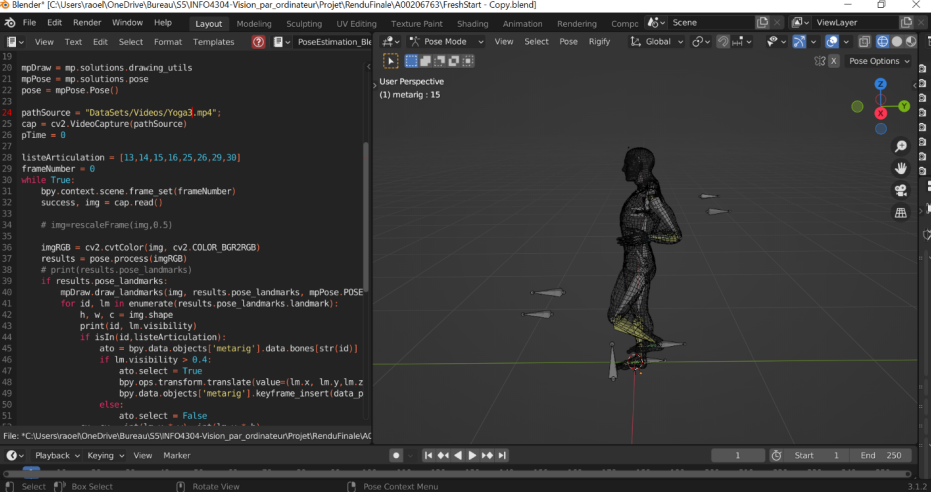 Blender* [C:\Users\raoel\OneDrive\Bureau\S5\INFO4304-Vision_par_ordinateur\Projet\RenduFinale\A00206763\FreshStart - Copy.blend]
File Edit Render Window Help Layout Modeling Sculpting UV Editing Texture Paint Shading Animation Rendering Compc Scene ViewLayer
View Text Edit Select Format Templates PoseEstimation_Ble Pose Mode View Select Pose Rigify Global
X Pose Options
19
20 mpDraw = mp.solutions.drawing_utils
21 mpPose = mp.solutions.pose
22 pose = mpPose.Pose()
23
24 pathSource = "DataSets/Videos/Yoga3.mp4";
25 cap = cv2.VideoCapture(pathSource)
26 pTime = 0
27
28 listeArticulation = [13,14,15,16,25,26,29,30]
29 frameNumber = 0
30 while True:
31 bpy.context.scene.frame_set(frameNumber)
32 success, img = cap.read()
33
34 # img=rescaleFrame(img,0.5)
35
36 imgRGB = cv2.cvtColor(img, cv2.COLOR_BGR2RGB)
37 results = pose.process(imgRGB)
38 # print(results.pose_landmarks)
39 if results.pose_landmarks:
40 mpDraw.draw_landmarks(img, results.pose_landmarks, mpPose.POSE
41 for id, lm in enumerate(results.pose_landmarks.landmark):
42 h, w, c = img.shape
43 print(id, lm.visibility)
44 if isIn(id,listeArticulation):
45 ato = bpy.data.objects['metarig'].data.bones[str(id)]
46 if lm.visibility > 0.4:
47 ato.select = True
48 bpy.ops.transform.translate(value=(lm.x, lm.y,lm.z
49 bpy.data.objects['metarig'].keyframe_insert(data_p
50 else:
51 ato.select = False
User Perspective
(1) metarig : 15
Z
Y
X
File: *C:\Users\raoel\OneDrive\Bureau\S5\INFO4304-Vision_par_ordinateur\Projet\RenduFinale\AC
Playback Keying View Marker 1 Start 1 End 250
Select Box Select Rotate View Pose Context Menu 3.1.2